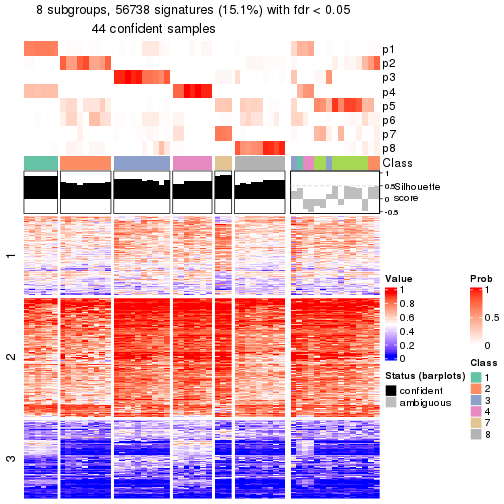 8 subgroups, 56738 signatures (15.1%) with fdr < 0.05
44 confident samples
p1
p2
p3
p4
p5
p6
p7
p8
Class
1
0.5
0
-0.5
Silhouette
score
1
2
3
Value
1
0.8
0.6
0.4
0.2
0
Prob
1
0.5
0
Status (barplots)
confident
ambiguous
Class
1
2
3
4
7
8